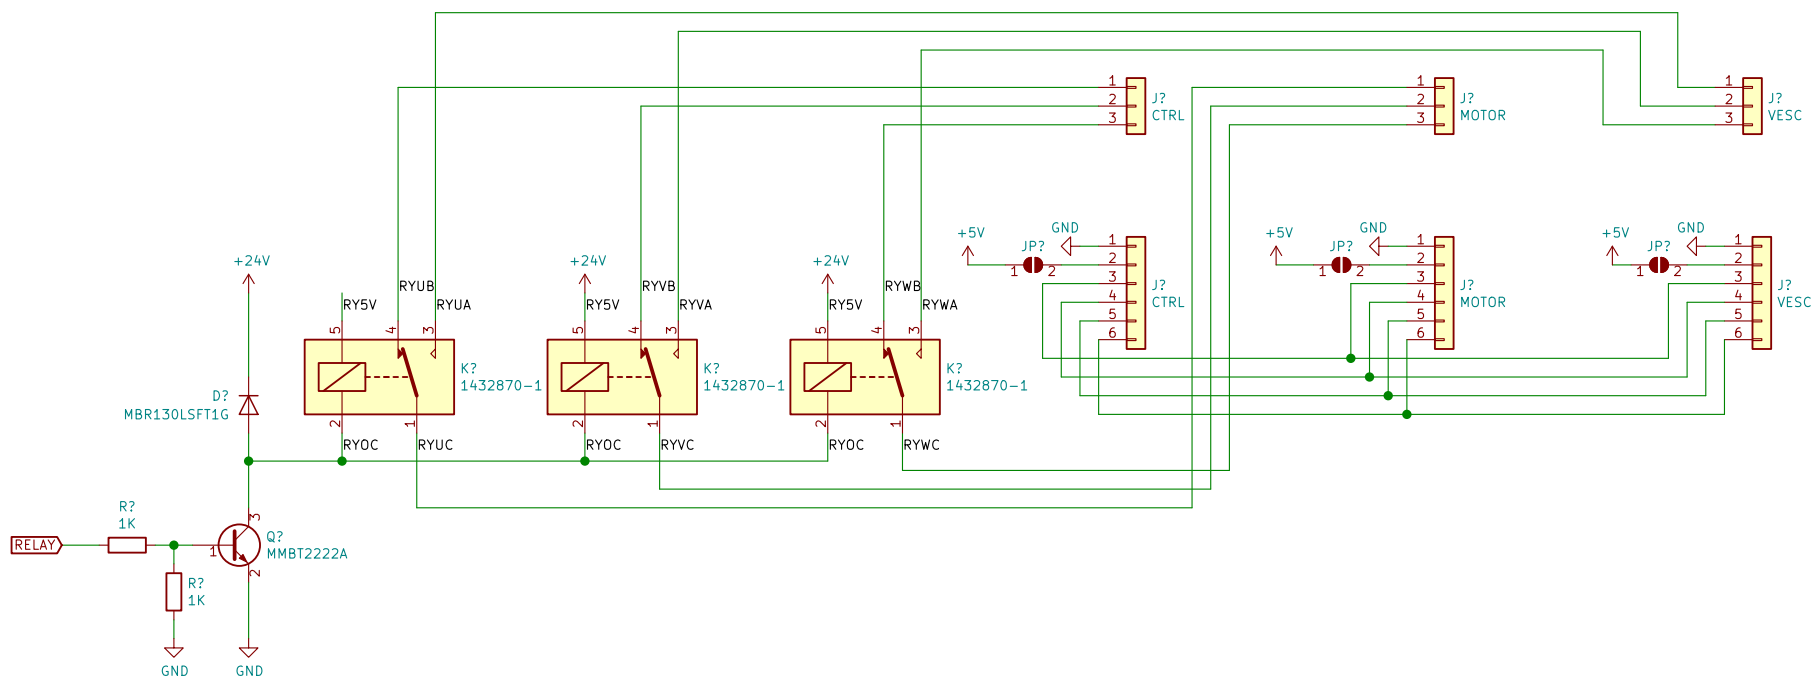 1
2
3
J?
CTRL
1
2
3
J?
MOTOR
1
2
3
J?
VESC
+24V
D?
MBR130LSFT1G
RY5V
RYUB
RYUA
5
4
3
K?
1432870-1
2
1
RYOC
RYUC
+24V
RY5V
RYVB
RYVA
5
4
3
K?
1432870-1
2
1
RYOC
RYVC
+24V
RY5V
RYWB
RYWA
5
4
3
K?
1432870-1
2
1
RYOC
RYWC
+5V
JP?
1
2
GND
1
2
3
4
5
6
J?
CTRL
+5V
JP?
1
2
GND
1
2
3
4
5
6
J?
MOTOR
+5V
JP?
1
2
GND
1
2
3
4
5
6
J?
VESC
RELAY
R?
1K
R?
1K
GND
1
3
2
Q?
MMBT2222A
GND